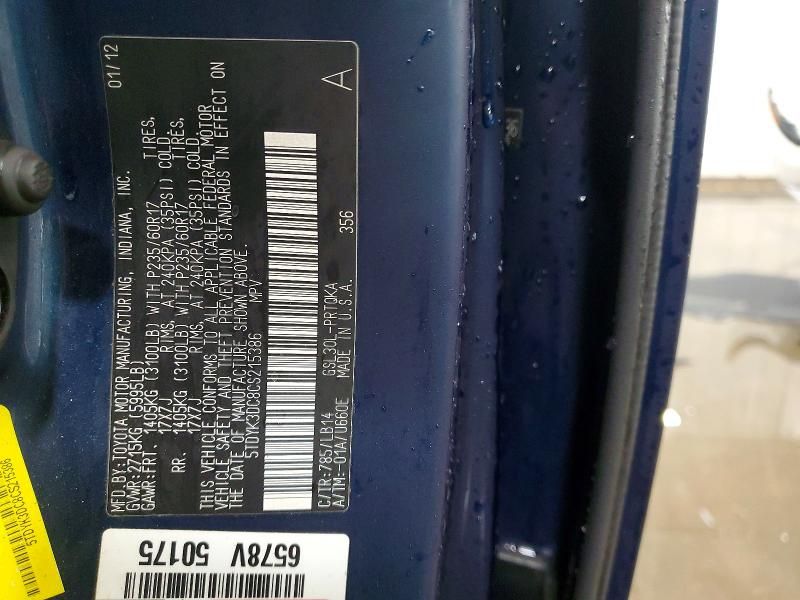 MFD.BY:TOYOTA MOTOR MANUFACTURING, INDIANA, INC. 01/12
GVWR:2715KG (5995LB)
GAWR:FRT. 1405KG (3100LB) WITH P235/60R17 TIRES,
17X7J RIMS, AT 240KPA (35PSI) COLD.
RR. 1405KG (3100LB) WITH P235/60R17 TIRES,
17X7J RIMS, AT 240KPA (35PSI) COLD.
THIS VEHICLE CONFORMS TO ALL APPLICABLE FEDERAL MOTOR
VEHICLE SAFETY AND THEFT PREVENTION STANDARDS IN EFFECT ON
THE DATE OF MANUFACTURE SHOWN ABOVE.
5TDYK3DC8CS215386 MPV
C/TR:785/LB14 GSL30L-PRTQKA 356 A
A/TM:-01A/U660E MADE IN U.S.A.
6578V
50175
5TDYK3DC8CS215386